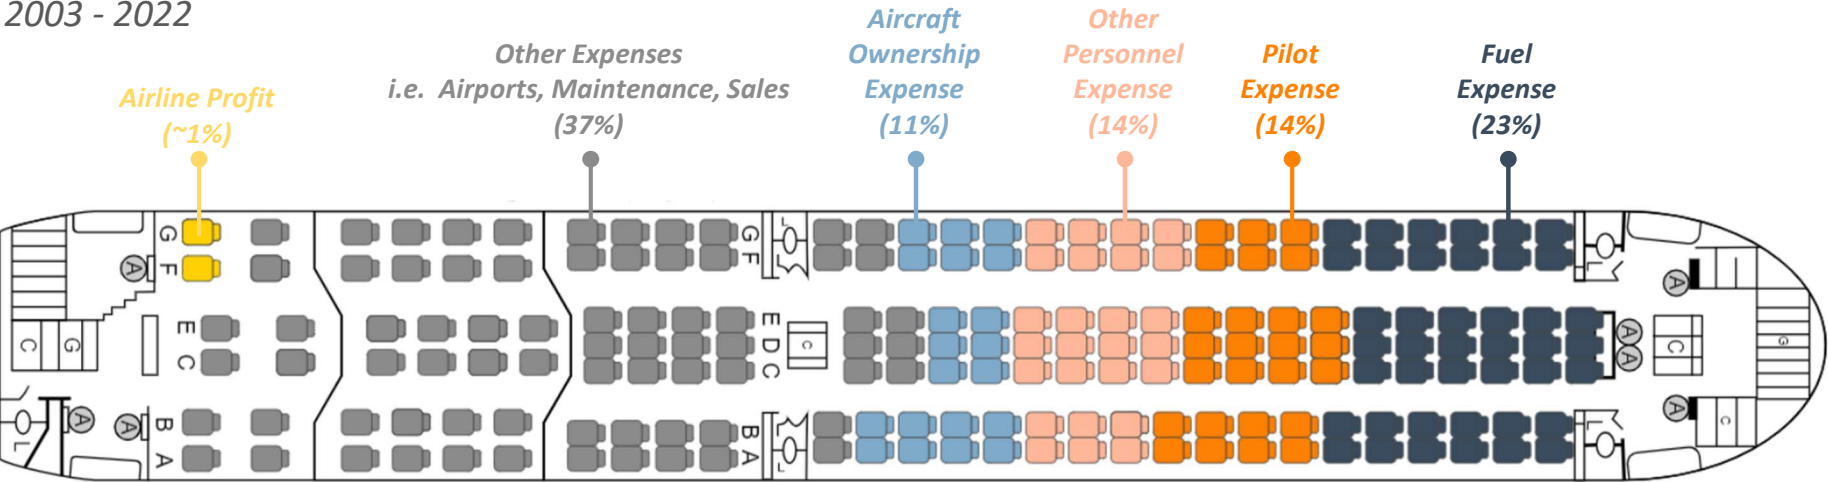 2003 - 2022
Airline Profit
(~1%)
Other Expenses
i.e. Airports, Maintenance, Sales
(37%)
Aircraft
Ownership
Expense
(11%)
Other
Personnel
Expense
(14%)
Pilot
Expense
(14%)
Fuel
Expense
(23%)
G
F
E
C
B
A
G
F
E
D
C
B
A
A
A
A
A
A
A
A
C
G
C
C
C
G
L
L
L
L
L